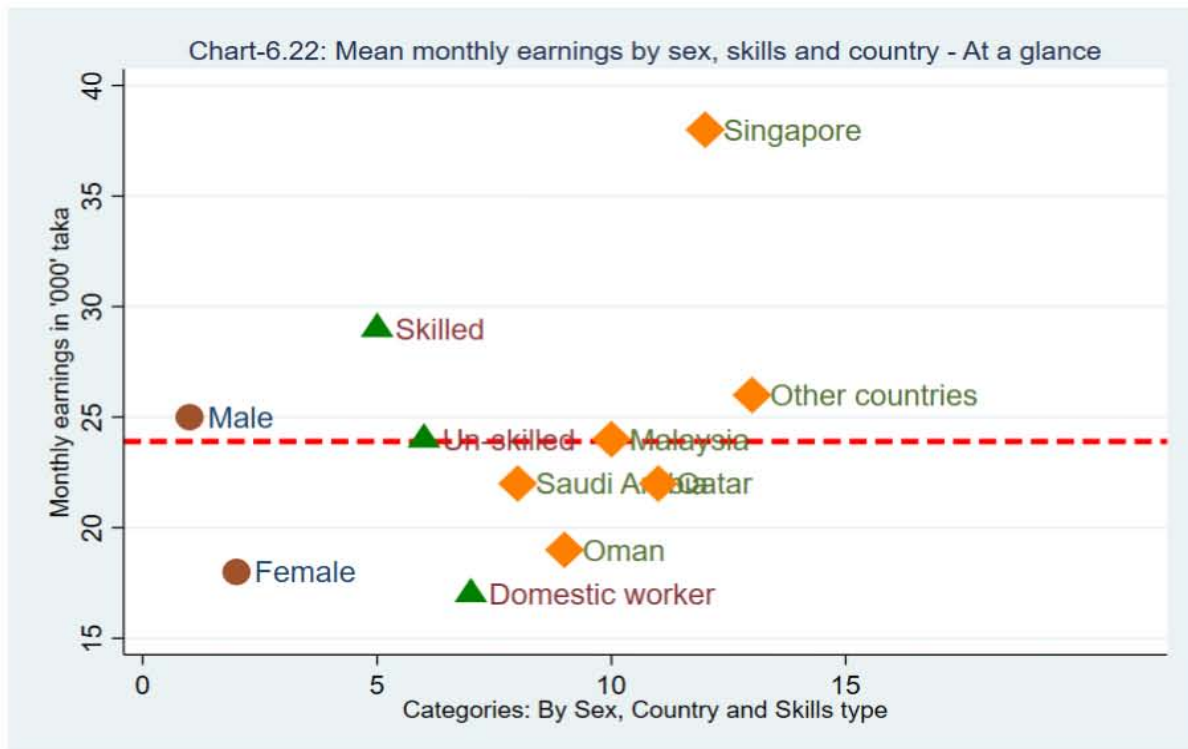 Chart-6.22: Mean monthly earnings by sex, skills and country - At a glance
Monthly earnings in '000' taka
40
35
30
25
20
15
Singapore
Skilled
Other countries
Male
Un-skilled
Malaysia
Saudi Arabia
Qatar
Oman
Female
Domestic worker
0
5
10
15
Categories: By Sex, Country and Skills type